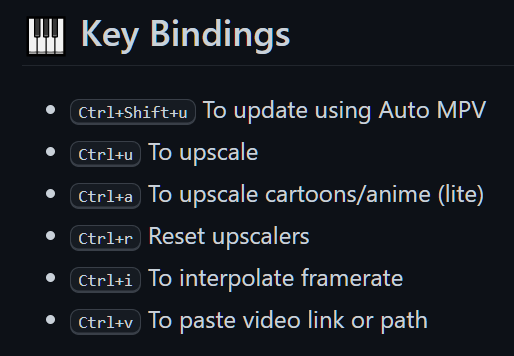 Key Bindings
Ctrl+Shift+u To update using Auto MPV
Ctrl+u To upscale
Ctrl+a To upscale cartoons/anime (lite)
Ctrl+r Reset upscalers
Ctrl+i To interpolate framerate
Ctrl+v To paste video link or path